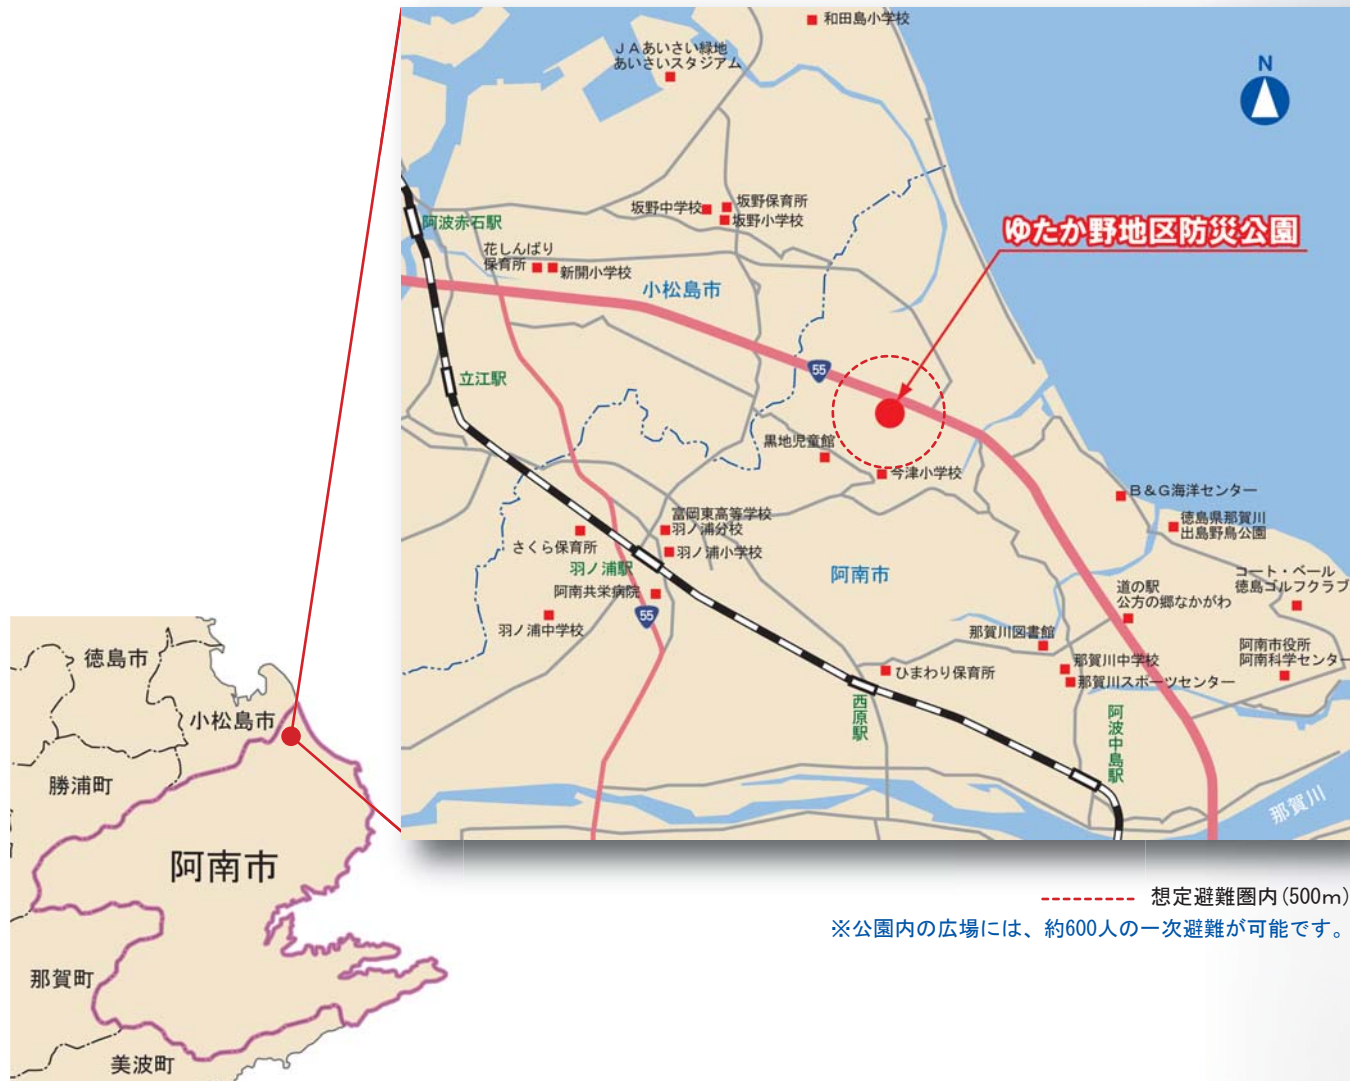 和田島小学校
JAあいさい緑地
あいさいスタジアム
N
坂野中学校
坂野保育所
坂野小学校
阿波赤石駅
ゆたか野地区防災公園
花しんばり
保育所
新開小学校
小松島市
55
立江駅
黒地児童館
今津小学校
B&G海洋センター
富岡東高等学校
羽ノ浦分校
徳島県那賀川
出島野鳥公園
さくら保育所
羽ノ浦小学校
羽ノ浦駅
阿南市
コート・ベール
徳島ゴルフクラブ
道の駅
公方の郷なかがわ
阿南共栄病院
55
羽ノ浦中学校
那賀川図書館
阿南市役所
阿南科学センター
那賀川中学校
ひまわり保育所
那賀川スポーツセンター
西原駅
阿波中島駅
那賀川
徳島市
小松島市
勝浦町
阿南市
那賀町
美波町
想定避難圏内(500m)
※公園内の広場には、約600人の一次避難が可能です。